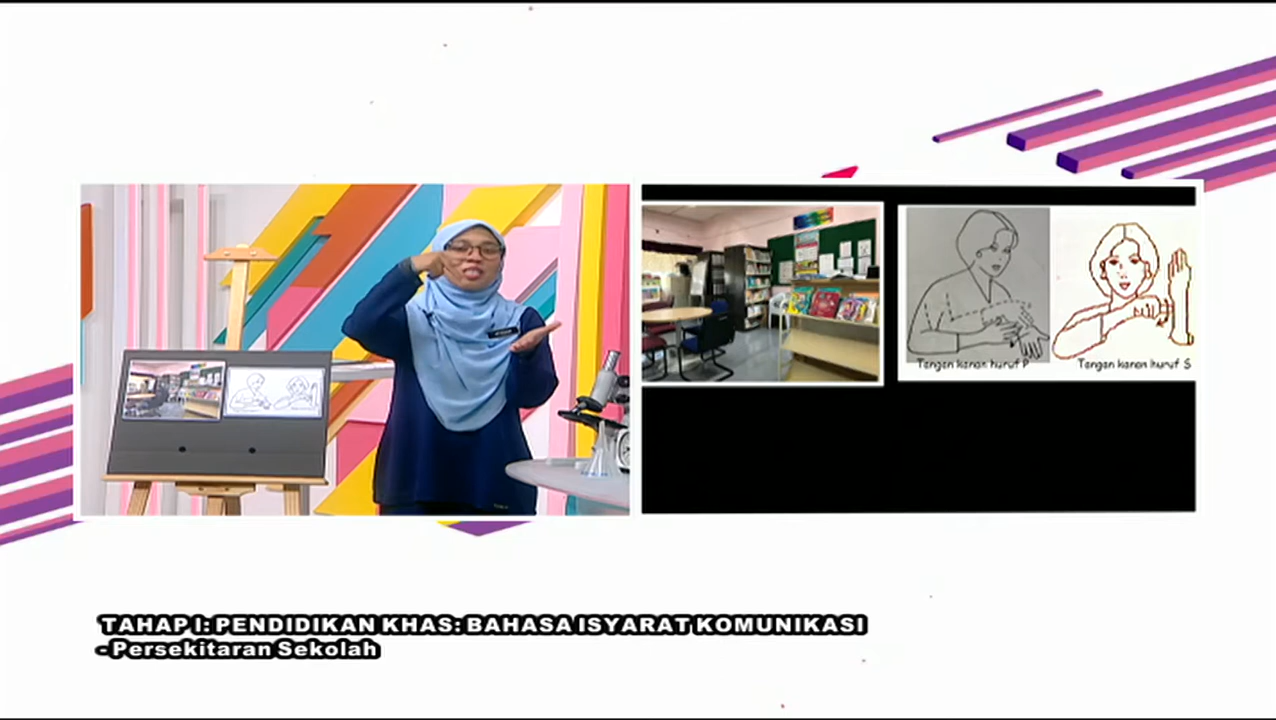 Tangan kanan huruf P
Tangan kanan huruf S
TAHAP I: PENDIDIKAN KHAS: BAHASA ISYARAT KOMUNIKASI
- Persekitaran Sekolah